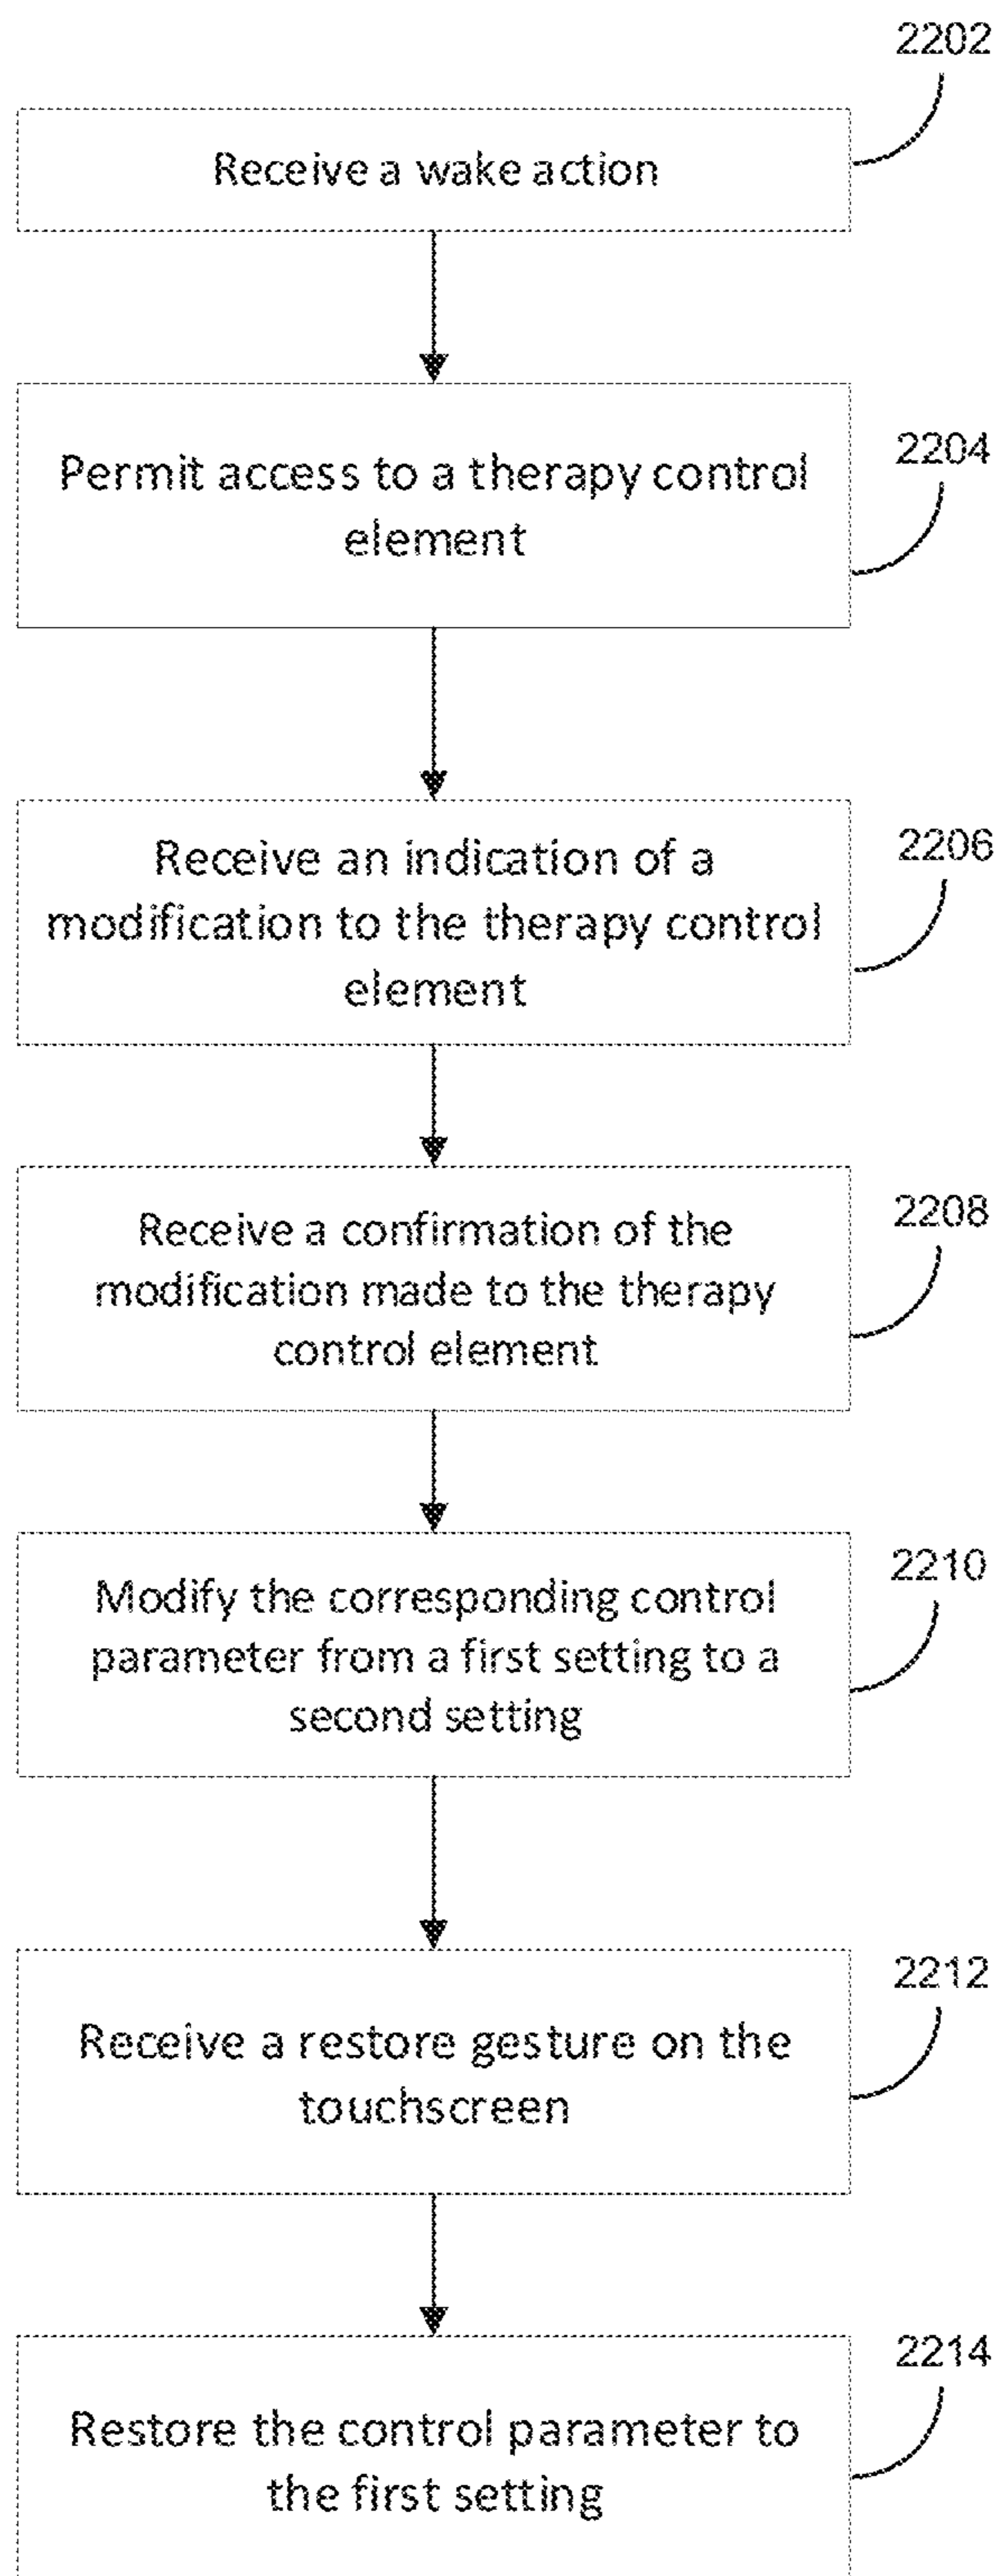 2202
Receive a wake action
2204
Permit access to a therapy control
element
2206
Receive an indication of a
modification to the therapy control
element
2208
Receive a confirmation of the
modification made to the therapy
control element
2210
Modify the corresponding control
parameter from a first setting to a
second setting
2212
Receive a restore gesture on the
touchscreen
2214
Restore the control parameter to
the first setting